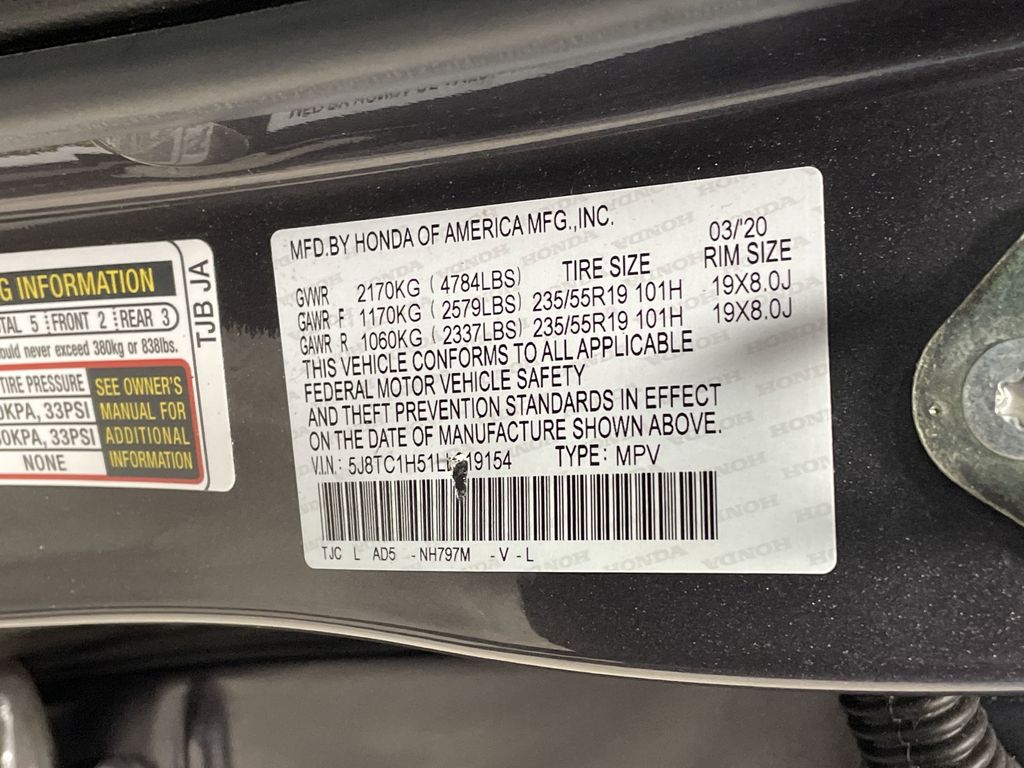 G INFORMATION
TAL 5 FRONT 2 REAR 3
ould never exceed 380kg or 838lbs.
TIRE PRESSURE
0KPA, 33PSI
0KPA, 33PSI
NONE
SEE OWNER'S
MANUAL FOR
ADDITIONAL
INFORMATION
TJB JA
MFD.BY HONDA OF AMERICA MFG.,INC. 03/'20
TIRE SIZE RIM SIZE
GVWR 2170KG ( 4784LBS)
GAWR F 1170KG ( 2579LBS) 235/55R19 101H 19X8.0J
GAWR R 1060KG ( 2337LBS) 235/55R19 101H 19X8.0J
THIS VEHICLE CONFORMS TO ALL APPLICABLE
FEDERAL MOTOR VEHICLE SAFETY
AND THEFT PREVENTION STANDARDS IN EFFECT
ON THE DATE OF MANUFACTURE SHOWN ABOVE.
V.I.N: TYPE: MPV
TJC L AD5 -NH797M -V -L